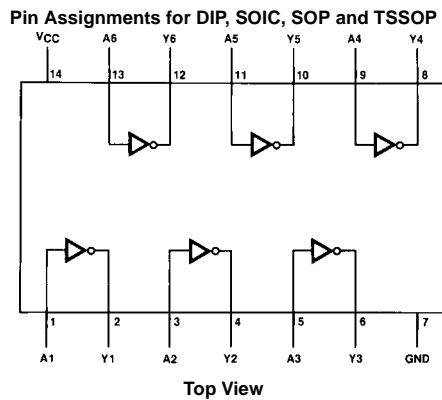 Pin Assignments for DIP, SOIC, SOP and TSSOP
VCC A6 Y6 A5 Y5 A4 Y4
14 13 12 11 10 9 8
1 2 3 4 5 6 7
A1 Y1 A2 Y2 A3 Y3 GND
Top View